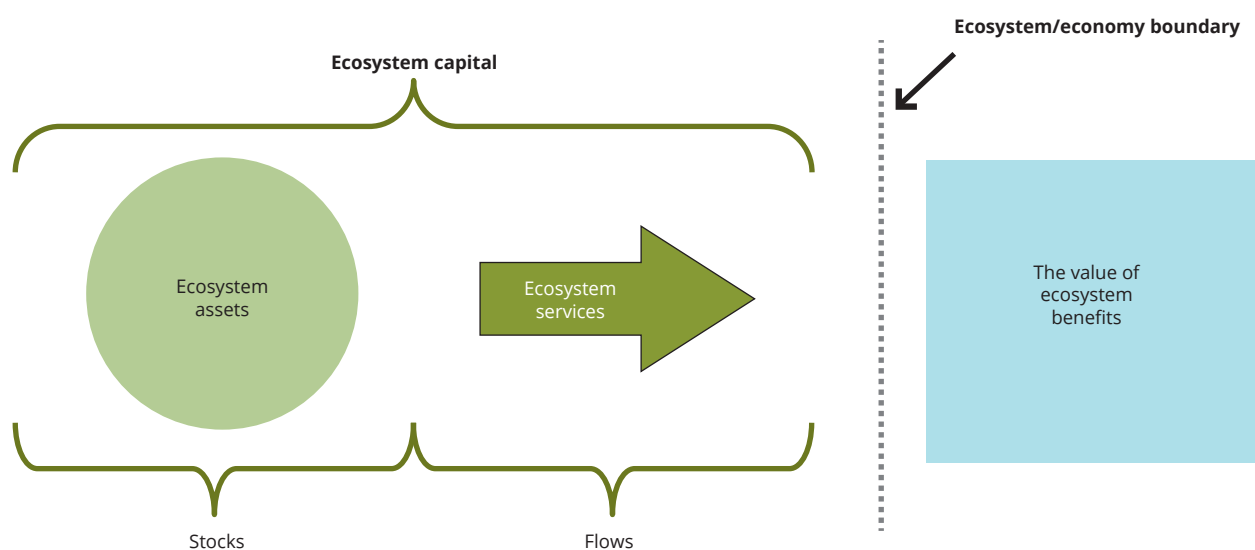 Ecosystem/economy boundary
Ecosystem capital
Ecosystem
assets
Ecosystem
services
The value of
ecosystem
benefits
Stocks
Flows